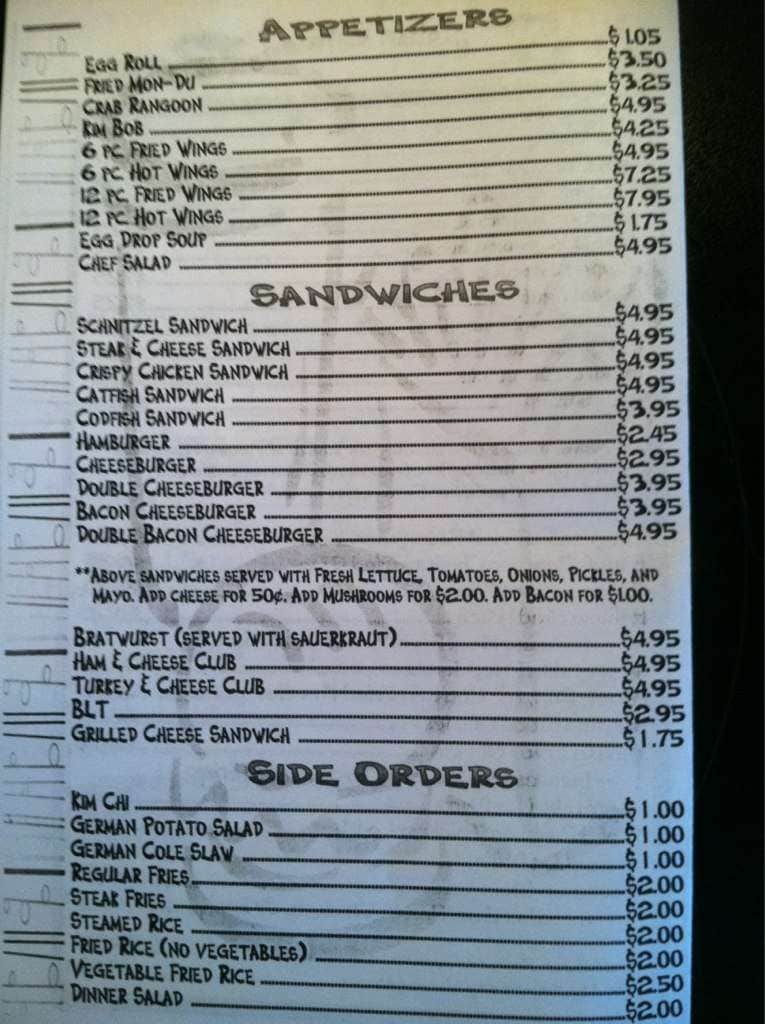 APPETIZERS
EGG ROLL $1.05
FRIED MON-DU $3.50
CRAB RANGOON $3.25
KIM BOB $4.95
6 PC. FRIED WINGS $4.25
6 PC. HOT WINGS $4.95
12 PC. FRIED WINGS $7.25
12 PC. HOT WINGS $7.95
EGG DROP SOUP $1.75
CHEF SALAD $4.95
SANDWICHES
SCHNITZEL SANDWICH $4.95
STEAK & CHEESE SANDWICH $4.95
CRISPY CHICKEN SANDWICH $4.95
CATFISH SANDWICH $4.95
CODFISH SANDWICH $3.95
HAMBURGER $2.45
CHEESEBURGER $2.95
DOUBLE CHEESEBURGER $3.95
BACON CHEESEBURGER $3.95
DOUBLE BACON CHEESEBURGER $4.95
**ABOVE SANDWICHES SERVED WITH FRESH LETTUCE, TOMATOES, ONIONS, PICKLES, AND
MAYO. ADD CHEESE FOR 50¢. ADD MUSHROOMS FOR $2.00. ADD BACON FOR $1.00.
BRATWURST (SERVED WITH SAUERKRAUT) $4.95
HAM & CHEESE CLUB $4.95
TURKEY & CHEESE CLUB $4.95
BLT $2.95
GRILLED CHEESE SANDWICH $1.75
SIDE ORDERS
KIM CHI $1.00
GERMAN POTATO SALAD $1.00
GERMAN COLE SLAW $1.00
REGULAR FRIES $2.00
STEAK FRIES $2.00
STEAMED RICE $2.00
FRIED RICE (NO VEGETABLES) $2.00
VEGETABLE FRIED RICE $2.50
DINNER SALAD $2.00